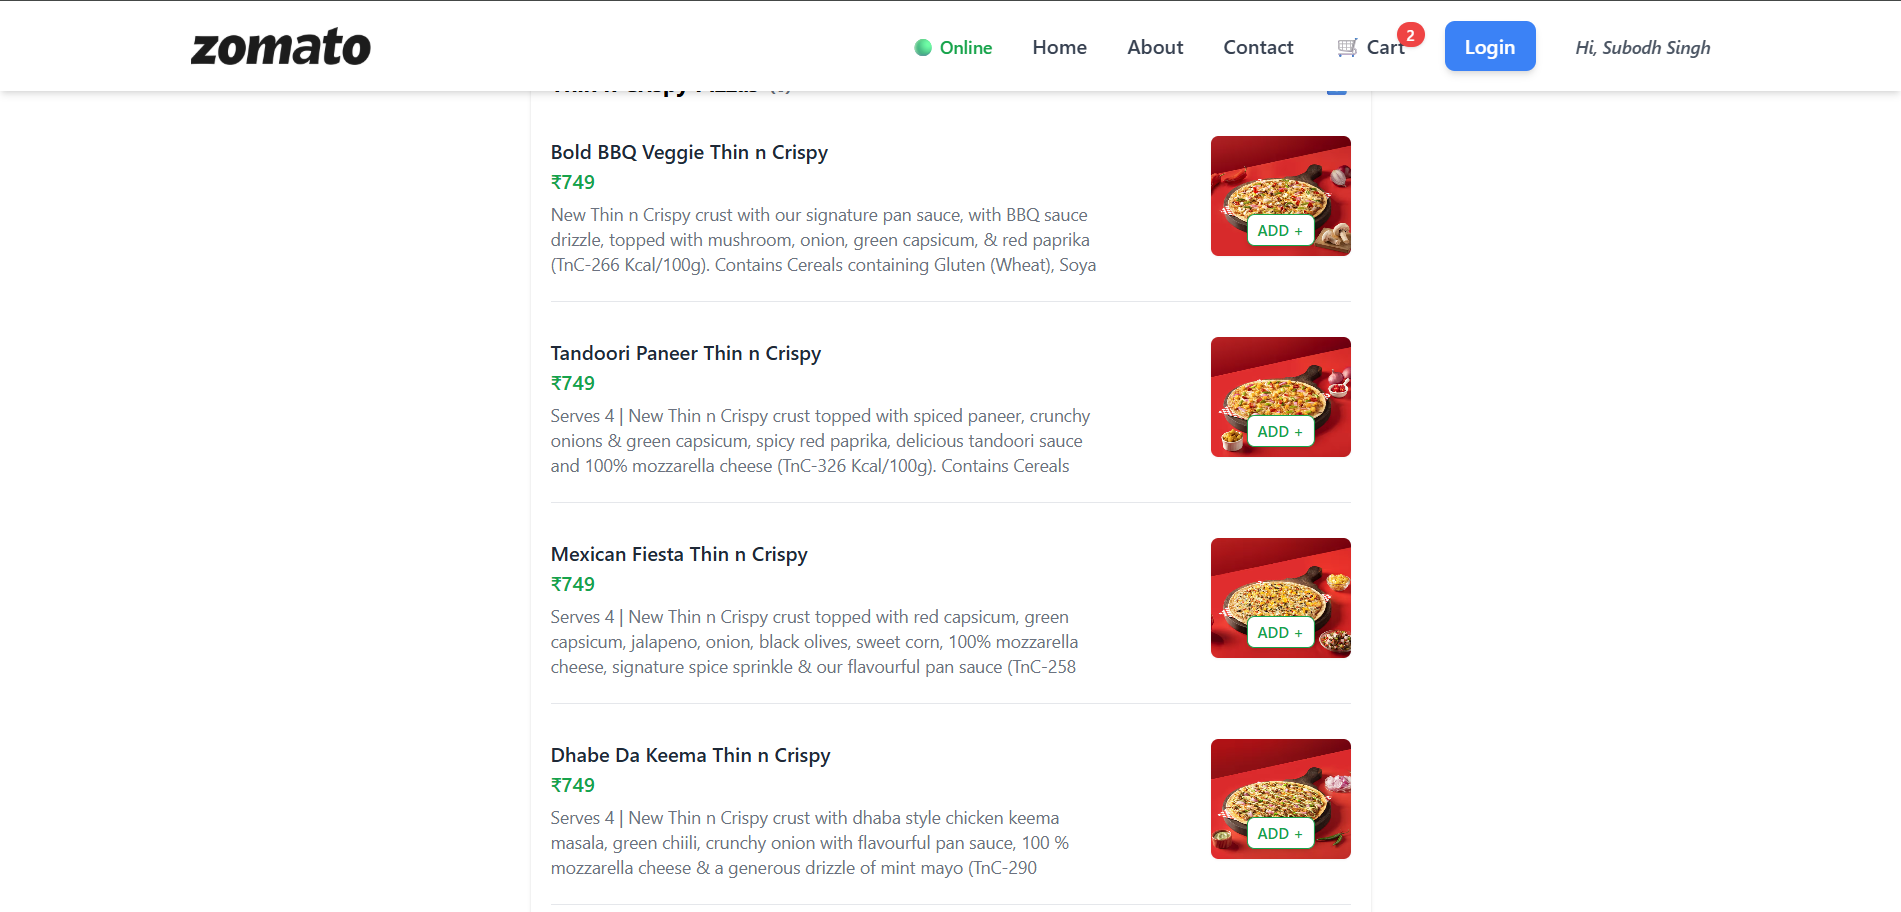 zomato
Online
Home
About
Contact
Cart
2
Login
Hi, Subodh Singh
Thin n Crispy Pizzas
Bold BBQ Veggie Thin n Crispy
₹749
New Thin n Crispy crust with our signature pan sauce, with BBQ sauce
drizzle, topped with mushroom, onion, green capsicum, & red paprika
(TnC-266 Kcal/100g). Contains Cereals containing Gluten (Wheat), Soya
ADD +
Tandoori Paneer Thin n Crispy
₹749
Serves 4 | New Thin n Crispy crust topped with spiced paneer, crunchy
onions & green capsicum, spicy red paprika, delicious tandoori sauce
and 100% mozzarella cheese (TnC-326 Kcal/100g). Contains Cereals
ADD +
Mexican Fiesta Thin n Crispy
₹749
Serves 4 | New Thin n Crispy crust topped with red capsicum, green
capsicum, jalapeno, onion, black olives, sweet corn, 100% mozzarella
cheese, signature spice sprinkle & our flavourful pan sauce (TnC-258
ADD +
Dhabe Da Keema Thin n Crispy
₹749
Serves 4 | New Thin n Crispy crust with dhaba style chicken keema
masala, green chiili, crunchy onion with flavourful pan sauce, 100 %
mozzarella cheese & a generous drizzle of mint mayo (TnC-290
ADD +